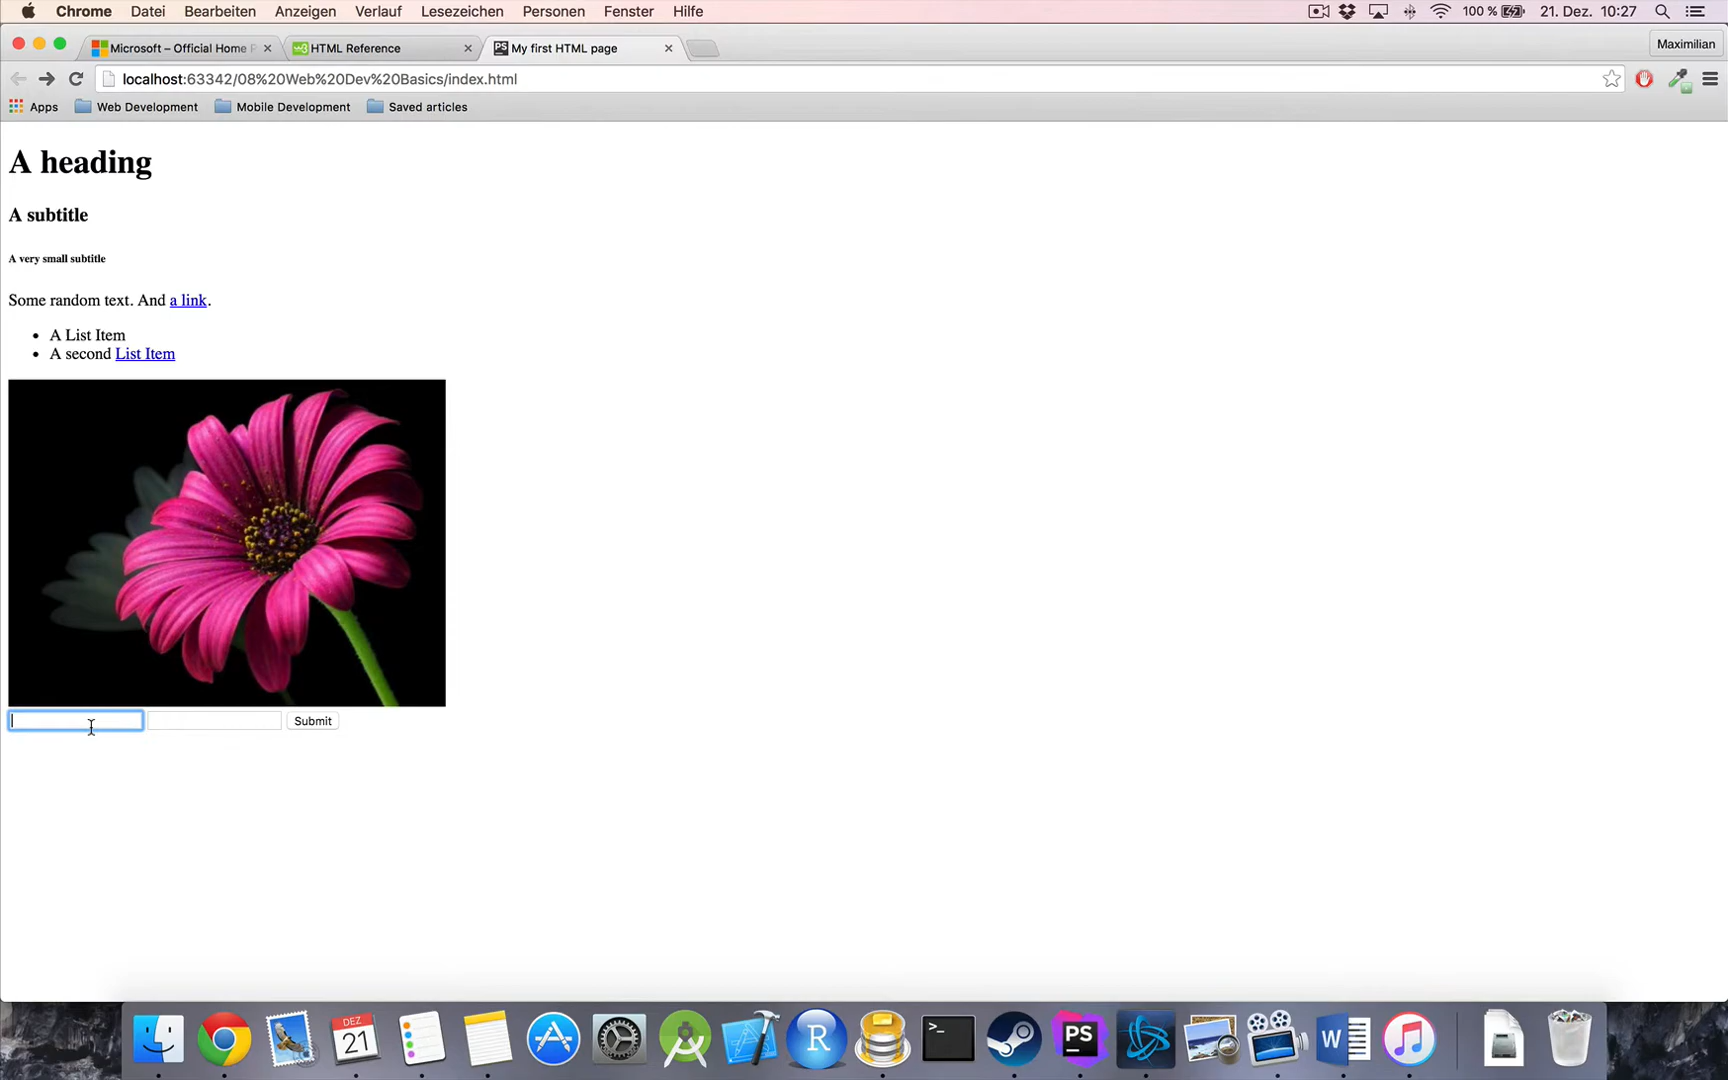 Chrome Datei Bearbeiten Anzeigen Verlauf Lesezeichen Personen Fenster Hilfe 100 % 21. Dez. 10:27
Microsoft – Official Home P HTML Reference My first HTML page Maximilian
localhost:63342/08%20Web%20Dev%20Basics/index.html
Apps Web Development Mobile Development Saved articles
A heading
A subtitle
A very small subtitle
Some random text. And a link.
• A List Item
• A second List Item
Submit
DEZ
21
R
>_
PS
W